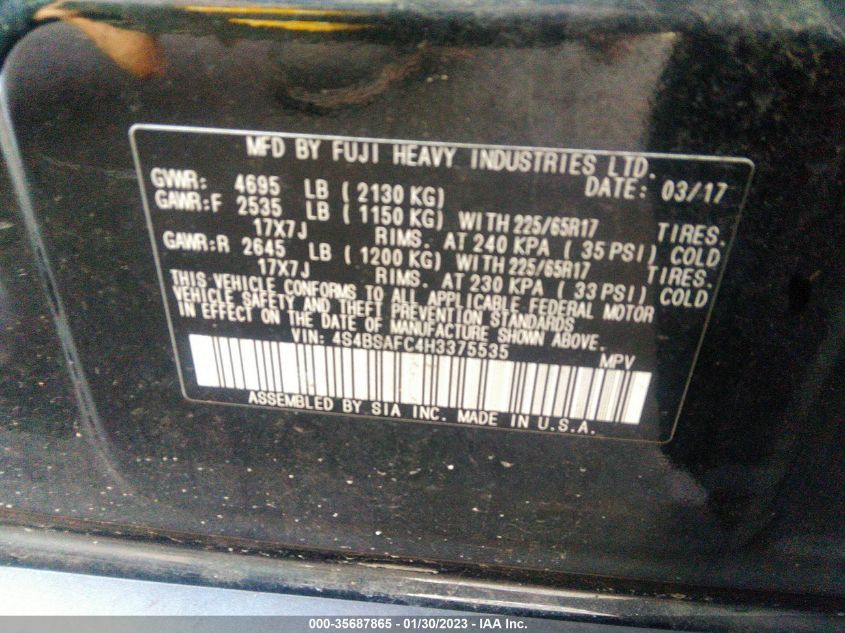 MFD BY FUJI HEAVY INDUSTRIES LTD.
GVWR: 4695 LB ( 2130 KG) DATE: 03/17
GAWR:F 2535 LB ( 1150 KG) WITH 225/65R17 TIRES.
17X7J RIMS. AT 240 KPA ( 35 PSI) COLD
GAWR:R 2645 LB ( 1200 KG) WITH 225/65R17 TIRES.
17X7J RIMS. AT 230 KPA ( 33 PSI) COLD
THIS VEHICLE CONFORMS TO ALL APPLICABLE FEDERAL MOTOR
VEHICLE SAFETY AND THEFT PREVENTION STANDARDS
IN EFFECT ON THE DATE OF MANUFACTURE SHOWN ABOVE.
VIN: 4S4BSAFC4H3375535 MPV
ASSEMBLED BY SIA INC. MADE IN U.S.A.
000-35687865 - 01/30/2023 - IAA Inc.